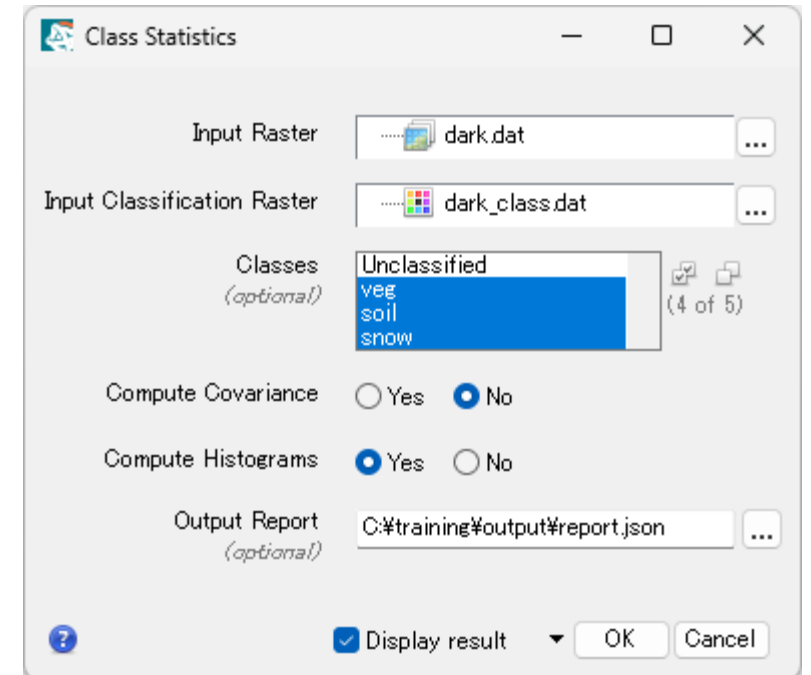 Class Statistics
Input Raster
dark.dat
...
Input Classification Raster
dark_class.dat
...
Classes
(optional)
Unclassified
veg
soil
snow
(4 of 5)
Compute Covariance
Yes
No
Compute Histograms
Yes
No
Output Report
(optional)
C:¥training¥output¥report.json
...
?
Display result
OK
Cancel